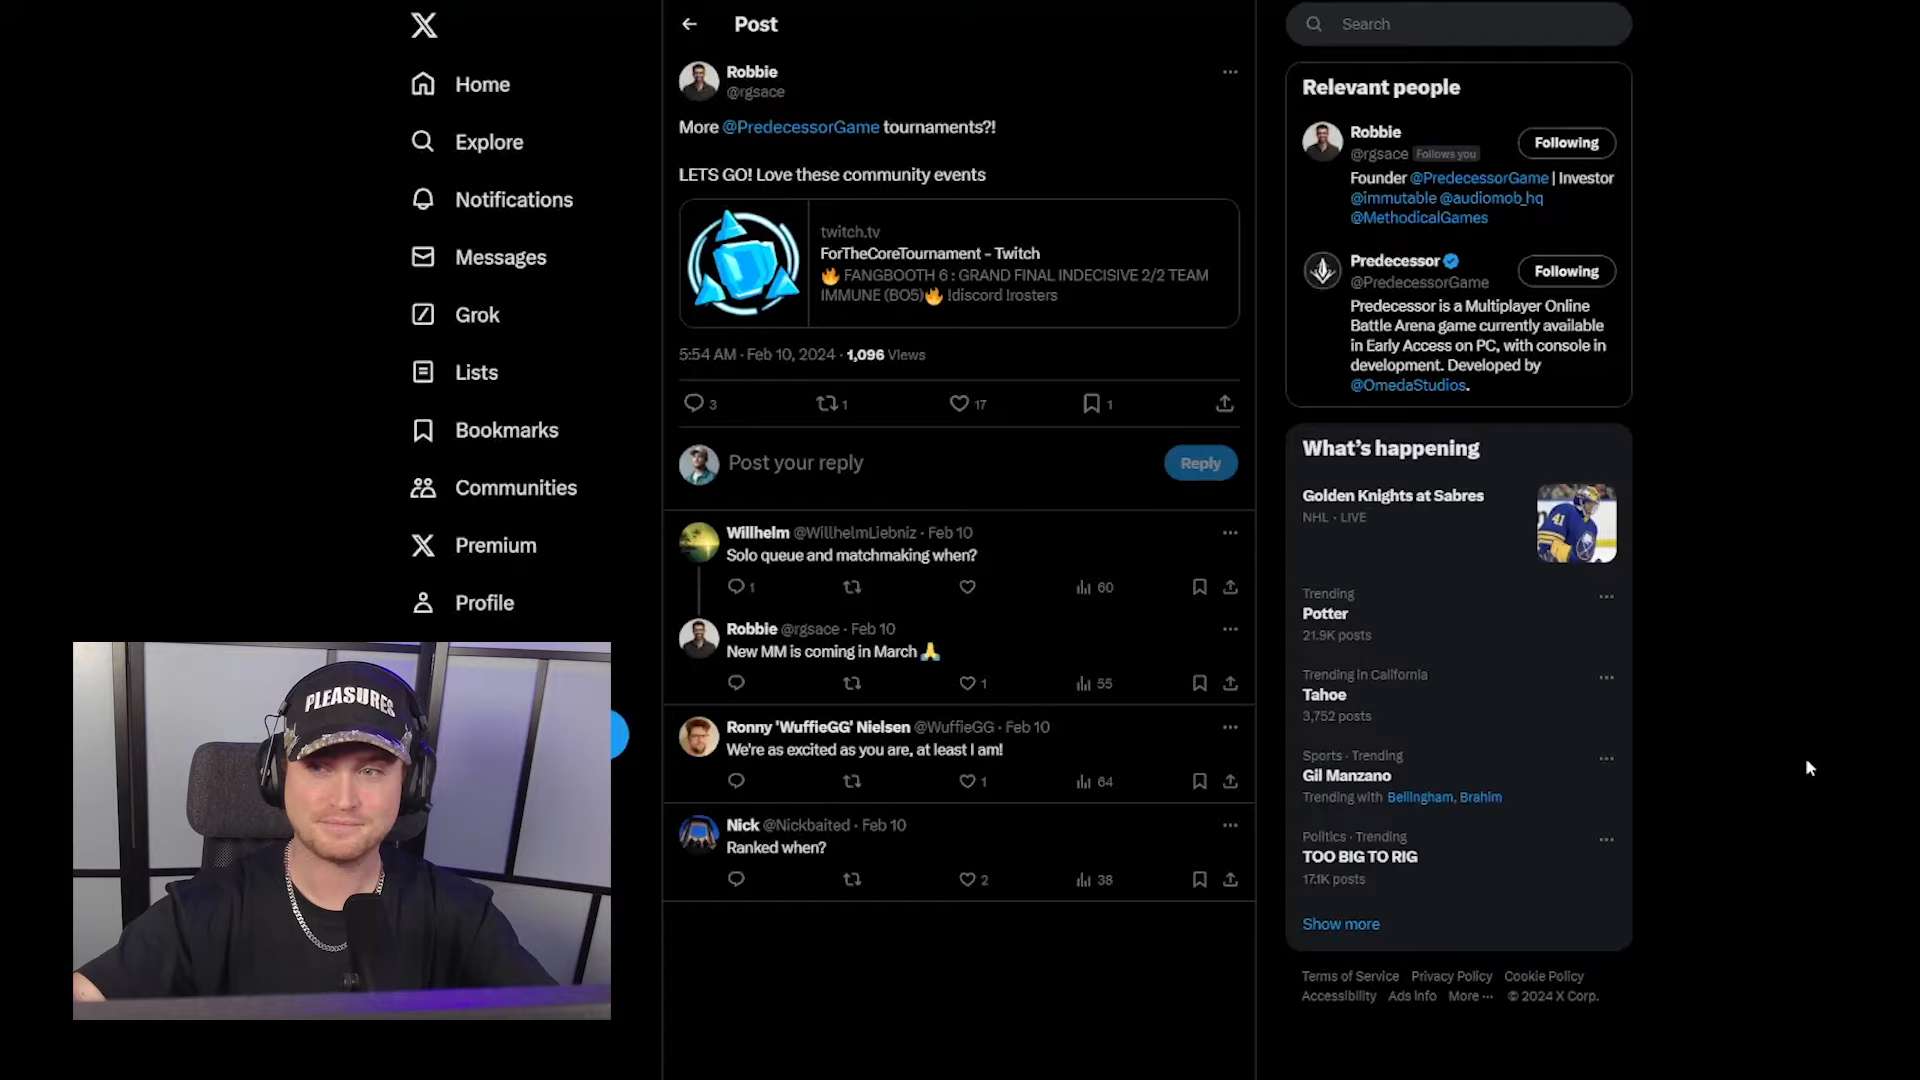 Home
Explore
Notifications
Messages
Grok
Lists
Bookmarks
Communities
Premium
Profile
PLEASURES
Post
Robbie
@rgsace
More @PredecessorGame tournaments?!
LETS GO! Love these community events
twitch.tv
ForTheCoreTournament - Twitch
🔥 FANGBOOTH 6 : GRAND FINAL INDECISIVE 2/2 TEAM
IMMUNE (BO5)🔥 !discord !rosters
5:54 AM · Feb 10, 2024 · 1,096 Views
3 1 17 1
Post your reply
Reply
Willhelm @WillhelmLiebniz · Feb 10
Solo queue and matchmaking when?
1 60
Robbie @rgsace · Feb 10
New MM is coming in March 🙏
1 55
Ronny 'WuffieGG' Nielsen @WuffieGG · Feb 10
We're as excited as you are, at least I am!
1 64
Nick @Nickbaited · Feb 10
Ranked when?
2 38
Search
Relevant people
Robbie
@rgsace Follows you
Following
Founder @PredecessorGame | Investor
@immutable @audiomob_hq
@MethodicalGames
Predecessor
@PredecessorGame
Following
Predecessor is a Multiplayer Online
Battle Arena game currently available
in Early Access on PC, with console in
development. Developed by
@OmedaStudios.
What's happening
Golden Knights at Sabres
NHL · LIVE
41
Trending
Potter
21.9K posts
Trending in California
Tahoe
3,752 posts
Sports · Trending
Gil Manzano
Trending with Bellingham, Brahim
Politics · Trending
TOO BIG TO RIG
17.1K posts
Show more
Terms of Service Privacy Policy Cookie Policy
Accessibility Ads info More ··· © 2024 X Corp.